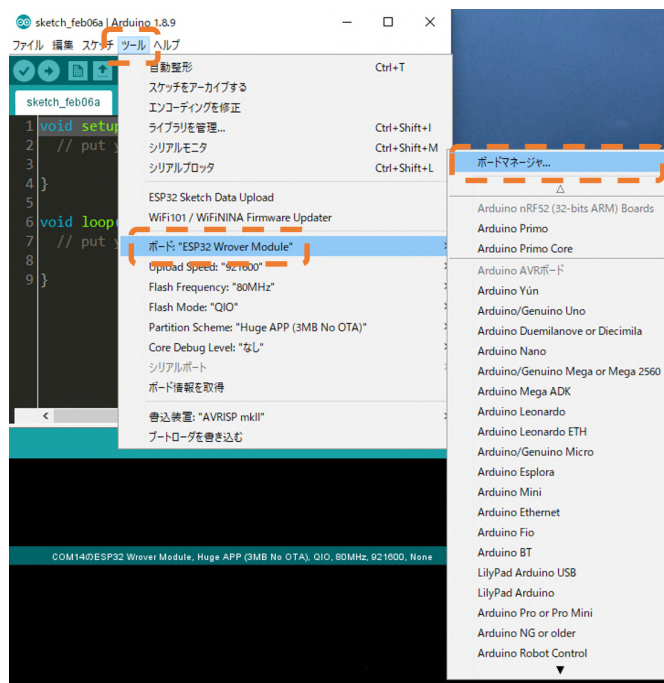 sketch_feb06a | Arduino 1.8.9
ファイル 編集 スケッチ ツール ヘルプ
sketch_feb06a
1 void setup
2 // put y
3
4 }
5
6 void loop(
7 // put y
8
9 }
自動整形 Ctrl+T
スケッチをアーカイブする
エンコーディングを修正
ライブラリを管理... Ctrl+Shift+I
シリアルモニタ Ctrl+Shift+M
シリアルプロッタ Ctrl+Shift+L
ESP32 Sketch Data Upload
WiFi101 / WiFiNINA Firmware Updater
ボード: "ESP32 Wrover Module"
Upload Speed: "921600"
Flash Frequency: "80MHz"
Flash Mode: "QIO"
Partition Scheme: "Huge APP (3MB No OTA)"
Core Debug Level: "なし"
シリアルポート
ボード情報を取得
書込装置: "AVRISP mkII"
ブートローダを書き込む
ボードマネージャ...
Arduino nRF52 (32-bits ARM) Boards
Arduino Primo
Arduino Primo Core
Arduino AVRボード
Arduino Yún
Arduino/Genuino Uno
Arduino Duemilanove or Diecimila
Arduino Nano
Arduino/Genuino Mega or Mega 2560
Arduino Mega ADK
Arduino Leonardo
Arduino Leonardo ETH
Arduino/Genuino Micro
Arduino Esplora
Arduino Mini
Arduino Ethernet
Arduino Fio
Arduino BT
LilyPad Arduino USB
LilyPad Arduino
Arduino Pro or Pro Mini
Arduino NG or older
Arduino Robot Control
COM14のESP32 Wrover Module, Huge APP (3MB No OTA), QIO, 80MHz, 921600, None